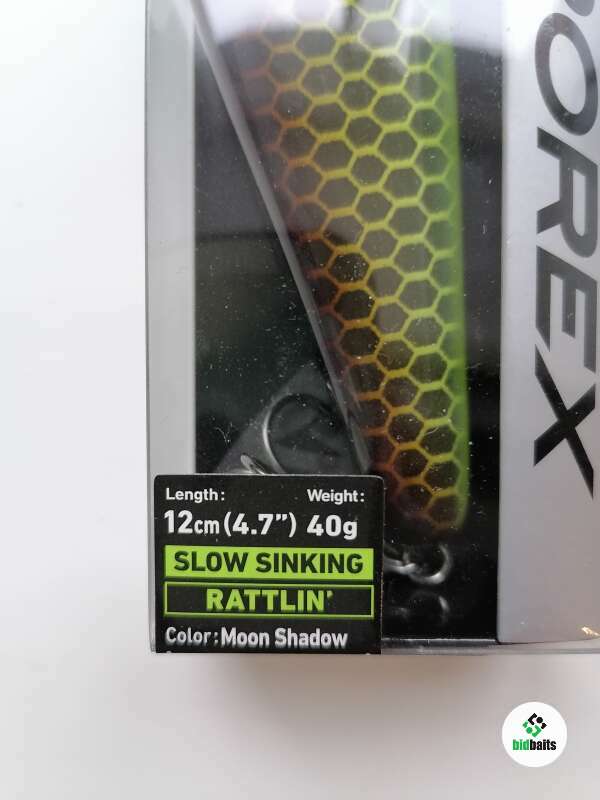 OREX
Length: Weight:
12cm (4.7") 40g
SLOW SINKING
RATTLIN'
Color: Moon Shadow
bidbaits